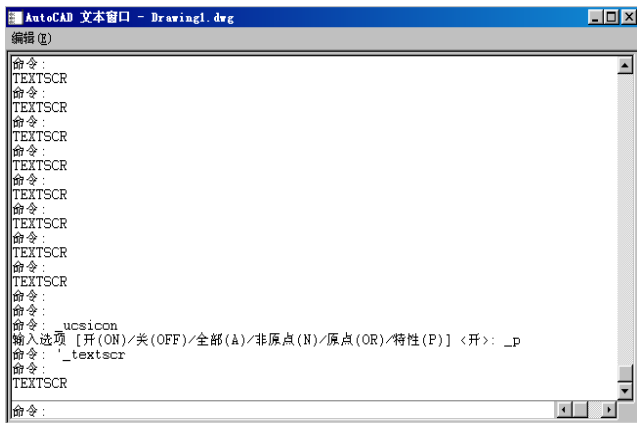 AutoCAD 文本窗口 - Drawing1.dwg
编辑(E)
命令:
TEXTSCR
命令:
TEXTSCR
命令:
TEXTSCR
命令:
TEXTSCR
命令:
TEXTSCR
命令:
TEXTSCR
命令:
TEXTSCR
命令:
TEXTSCR
命令:
命令:
命令: _ucsicon
输入选项 [开(ON)/关(OFF)/全部(A)/非原点(N)/原点(OR)/特性(P)] <开>: _p
命令: '_textscr
命令:
TEXTSCR
命令: